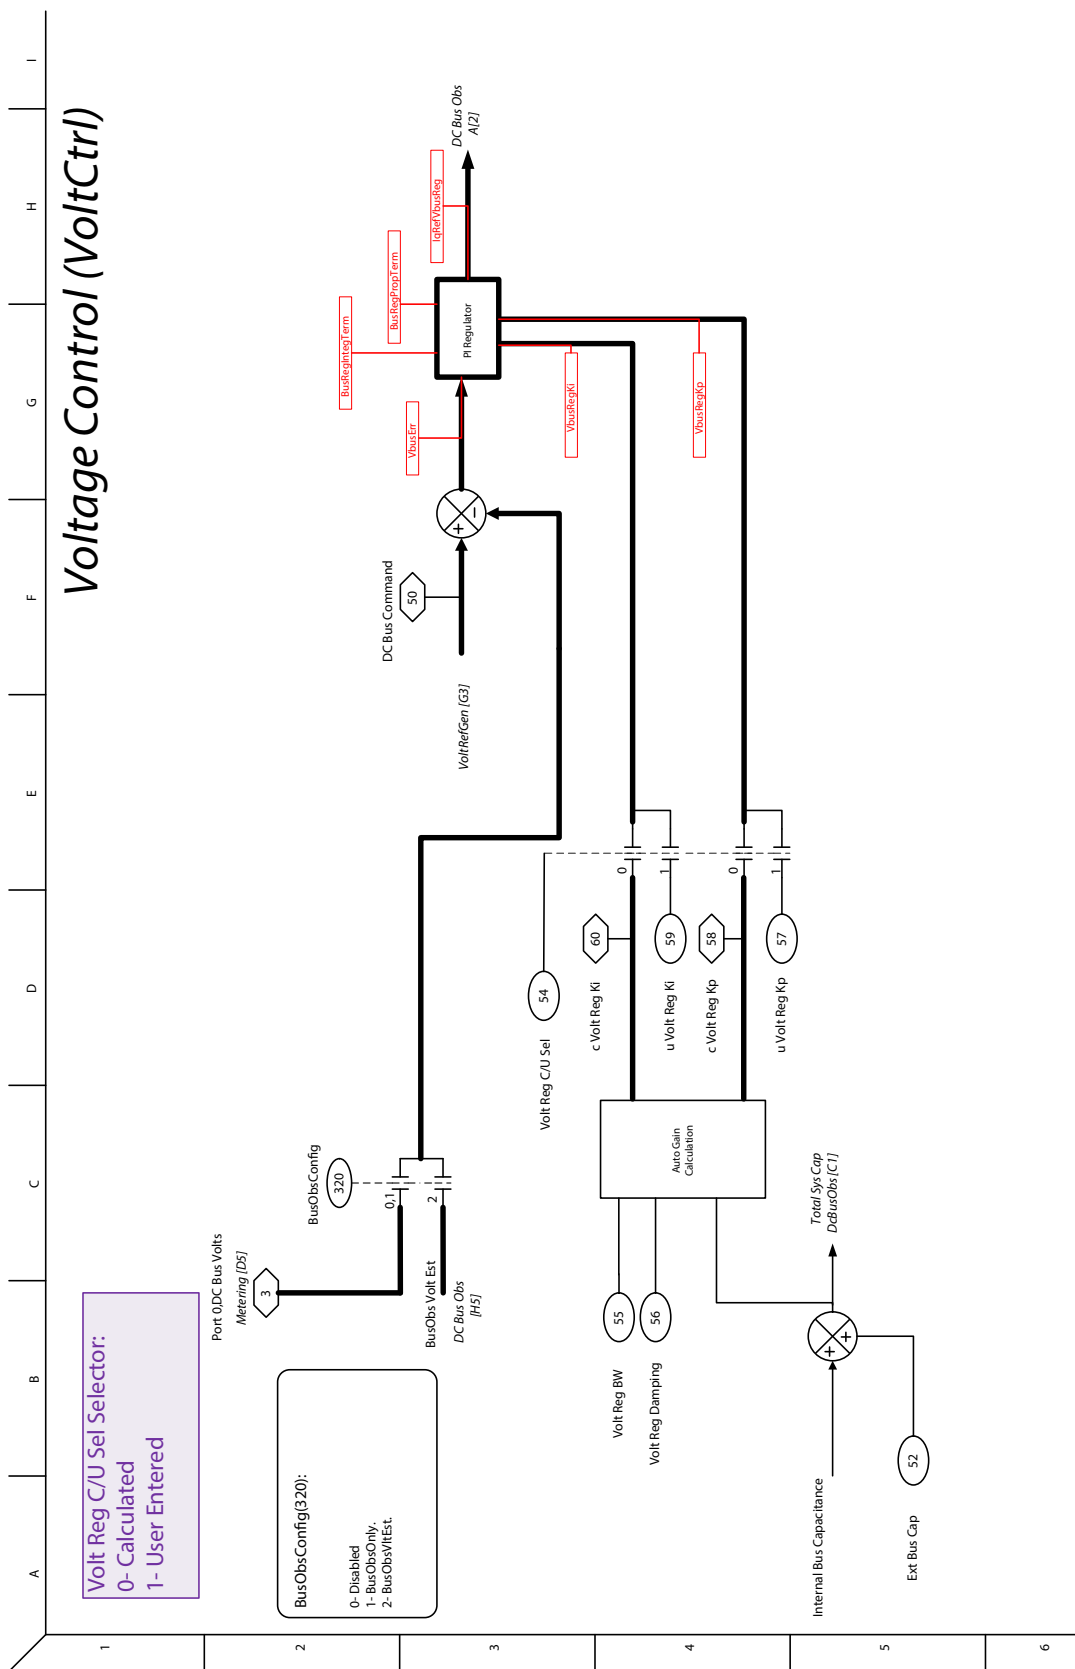 Voltage Control (VoltCtrl)
A
B
C
D
E
F
G
H
I
1
2
3
4
5
6
Volt Reg C/U Sel Selector:
0- Calculated
1- User Entered
BusObsConfig(320):
0- Disabled
1- BusObsOnly.
2- BusObsVltEst.
Port 0,DC Bus Volts
Metering [D5]
3
BusObsConfig
320
0,1
2
BusObs Volt Est
DC Bus Obs
[H5]
DC Bus Command
50
VoltRefGen [G3]
+
−
VbusErr
BusRegIntegTerm
BusRegPropTerm
PI Regulator
IqRefVbusReg
DC Bus Obs
A[2]
VbusRegKi
VbusRegKp
Volt Reg C/U Sel
54
c Volt Reg Ki
60
0
u Volt Reg Ki
59
1
c Volt Reg Kp
58
0
u Volt Reg Kp
57
1
Auto Gain
Calculation
Volt Reg BW
55
Volt Reg Damping
56
Internal Bus Capacitance
+
+
Total Sys Cap
DcBusObs [C1]
Ext Bus Cap
52